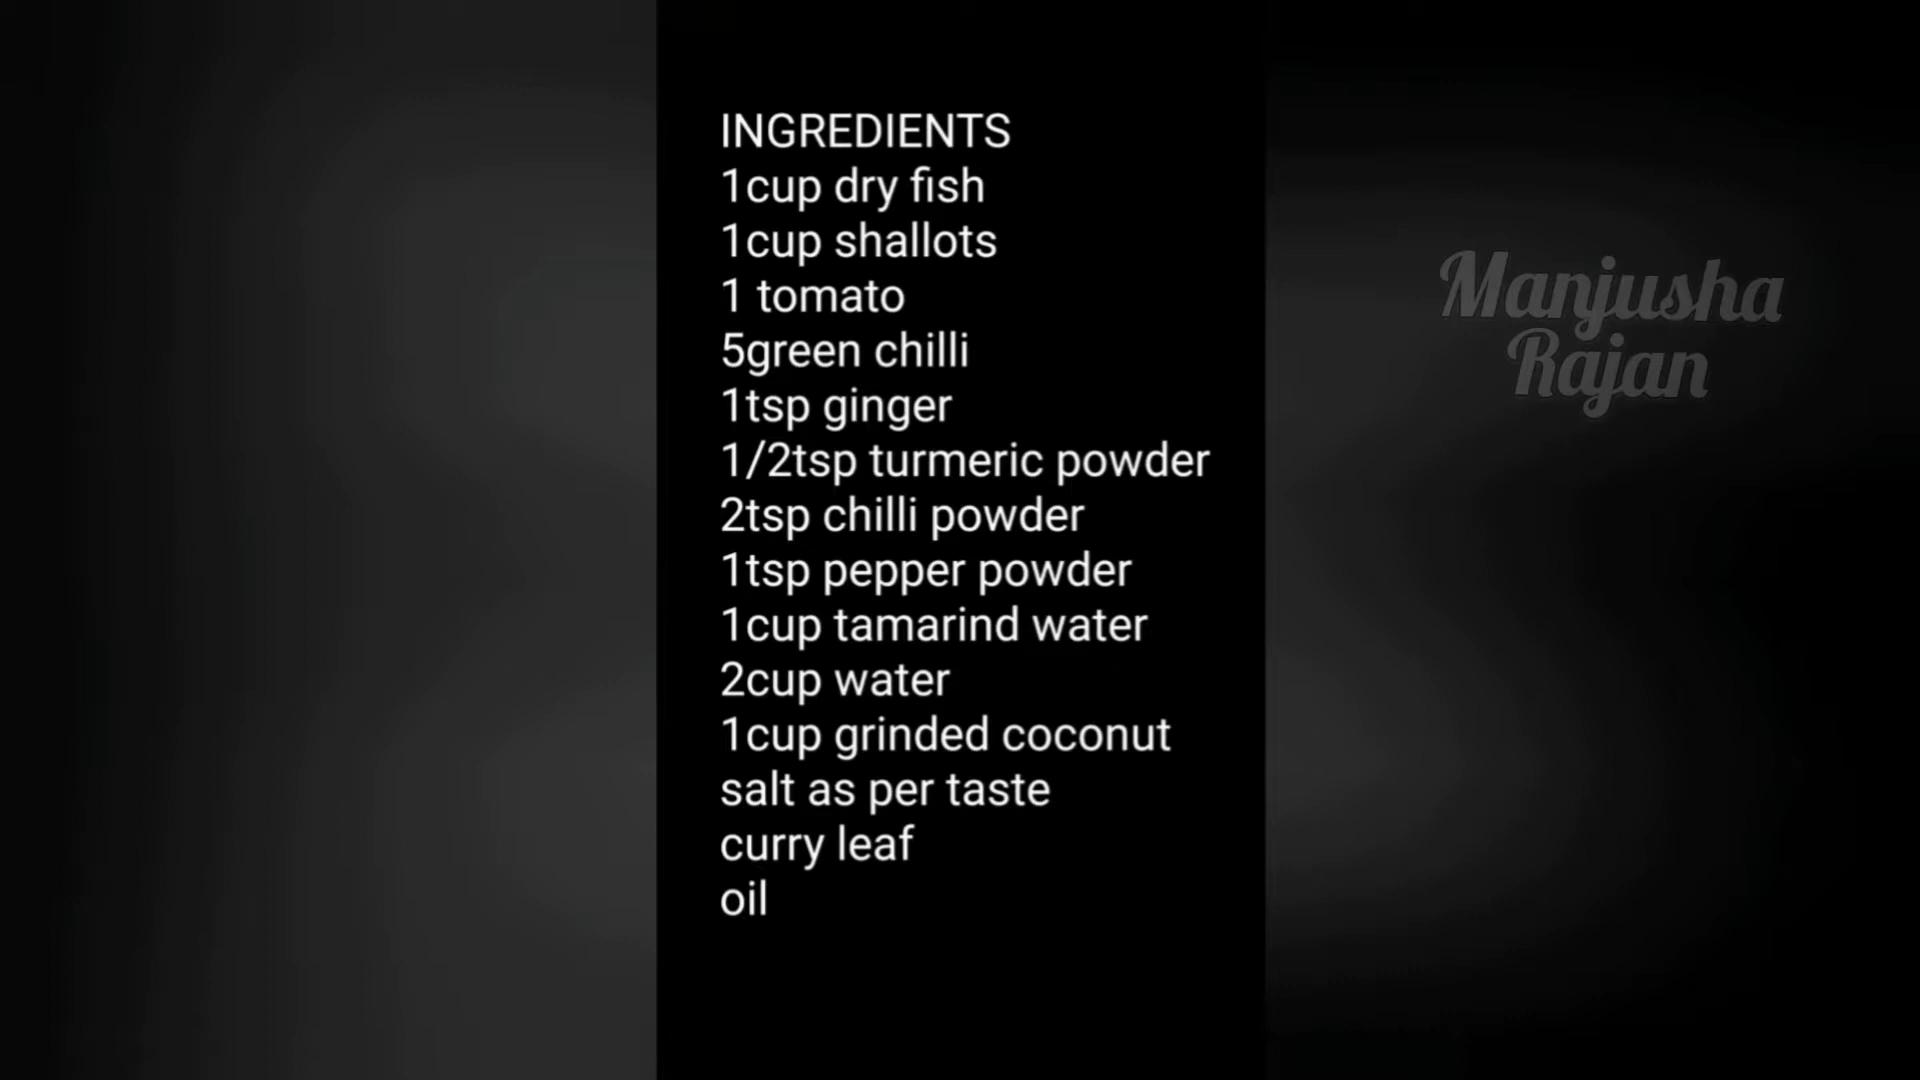 INGREDIENTS
1cup dry fish
1cup shallots
1 tomato
5green chilli
1tsp ginger
1/2tsp turmeric powder
2tsp chilli powder
1tsp pepper powder
1cup tamarind water
2cup water
1cup grinded coconut
salt as per taste
curry leaf
oil
Manjusha
Rajan